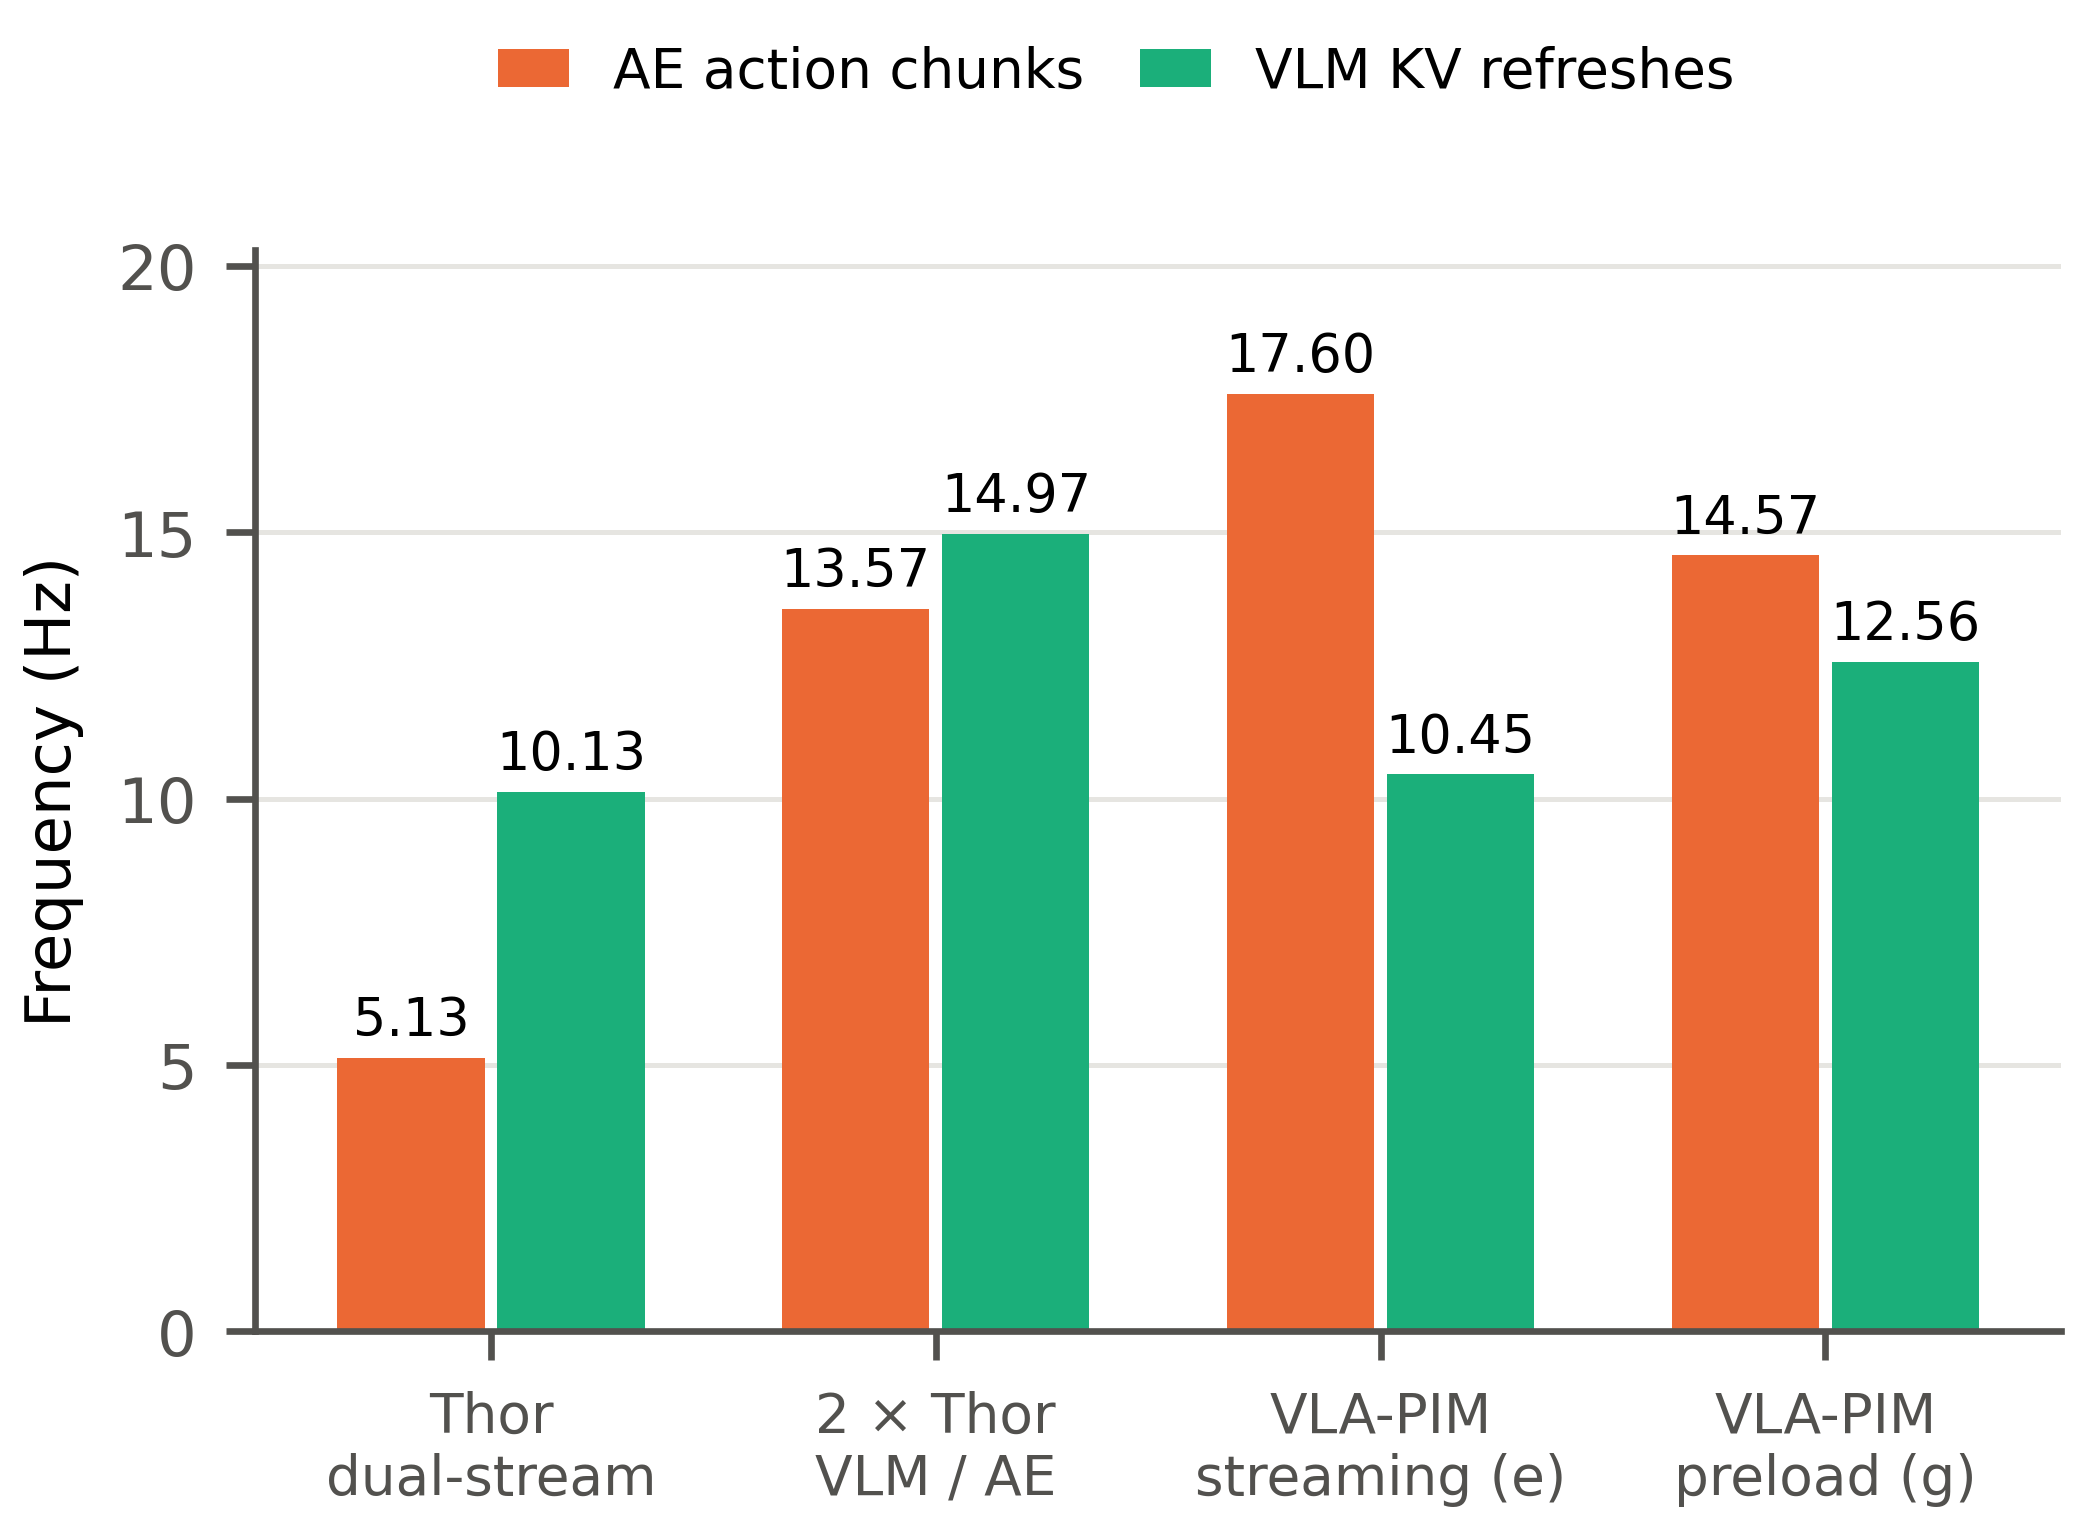 AE action chunks
VLM KV refreshes
Frequency (Hz)
20
15
10
5
0
5.13
10.13
13.57
14.97
17.60
10.45
14.57
12.56
Thor
dual-stream
2 × Thor
VLM / AE
VLA-PIM
streaming (e)
VLA-PIM
preload (g)